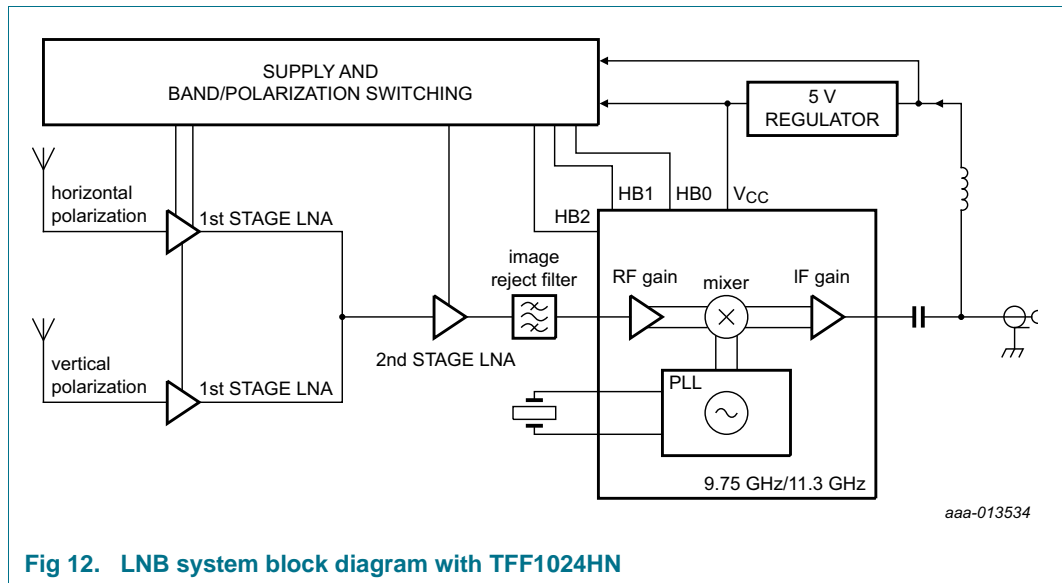 SUPPLY AND
BAND/POLARIZATION SWITCHING
5 V
REGULATOR
horizontal
polarization
1st STAGE LNA
HB2
HB1
HB0
VCC
image
reject filter
RF gain
mixer
IF gain
2nd STAGE LNA
vertical
polarization
1st STAGE LNA
PLL
9.75 GHz/11.3 GHz
aaa-013534
Fig 12. LNB system block diagram with TFF1024HN